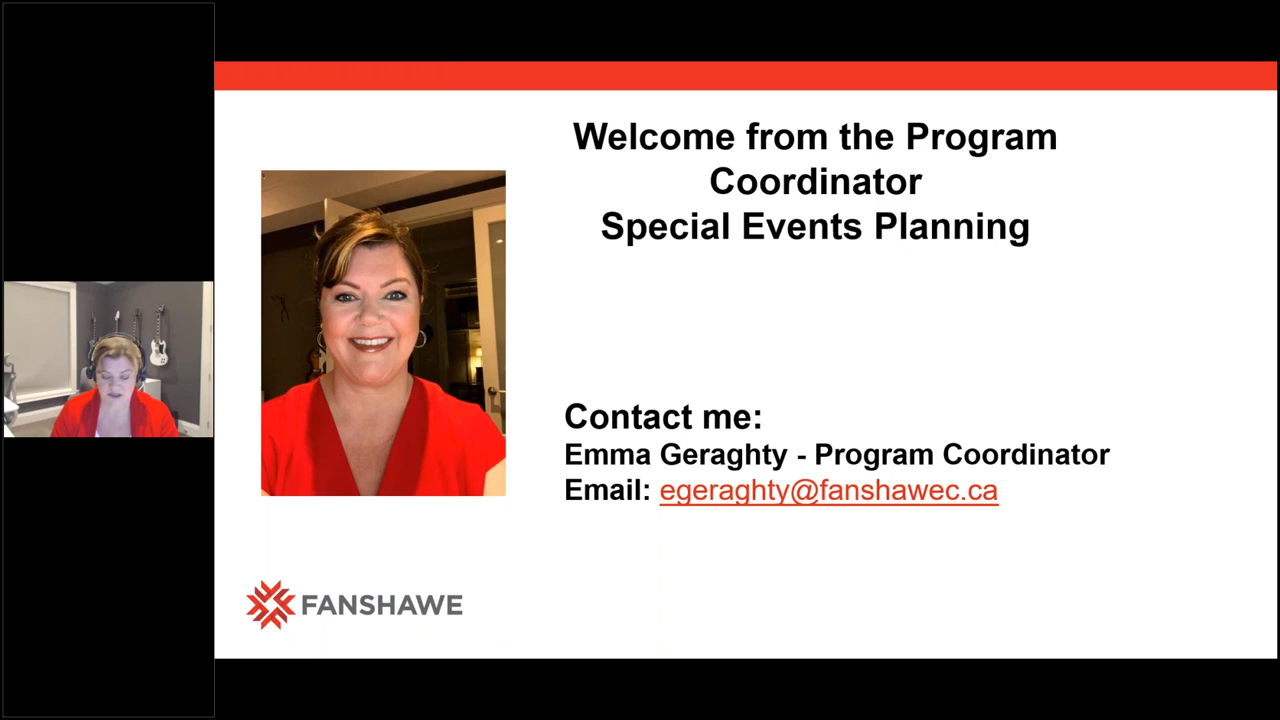 Welcome from the Program
Coordinator
Special Events Planning
Contact me:
Emma Geraghty - Program Coordinator
Email: egeraghty@fanshawec.ca
FANSHAWE